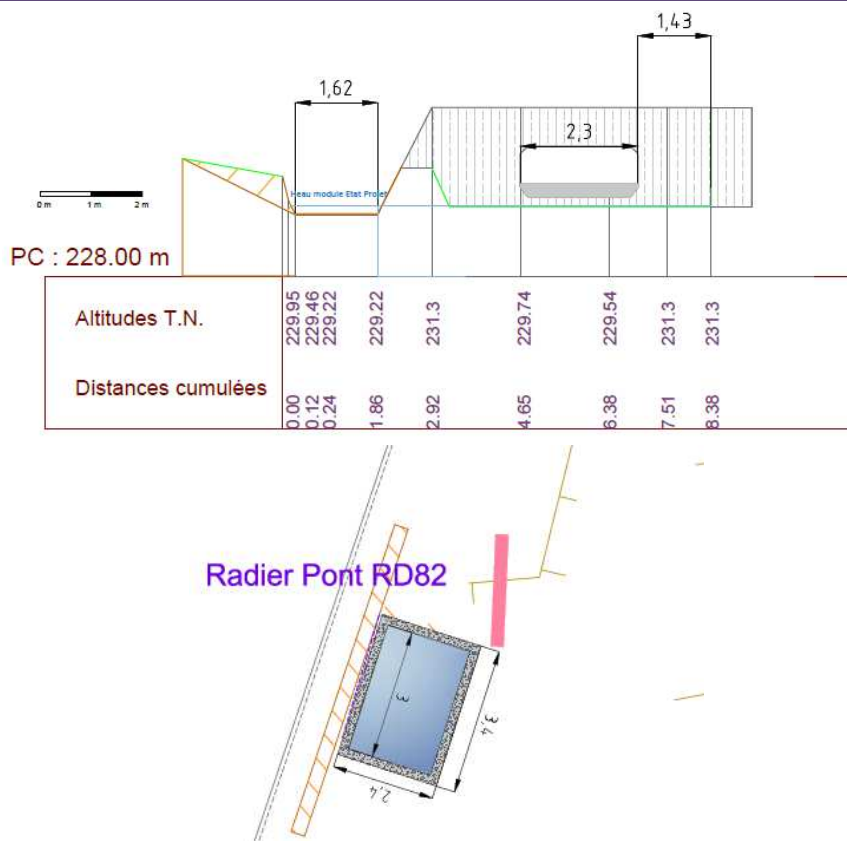 1,43
1,62
2,3
Heau module Etat Projet
0 m 1 m 2 m
PC : 228.00 m
Altitudes T.N. 229.95 229.46 229.22 229.22 231.3 229.74 229.54 231.3 231.3
Distances cumulées 0.00 0.12 0.24 1.86 2.92 4.65 6.38 7.51 8.38
Radier Pont RD82
3
3,4
2,4